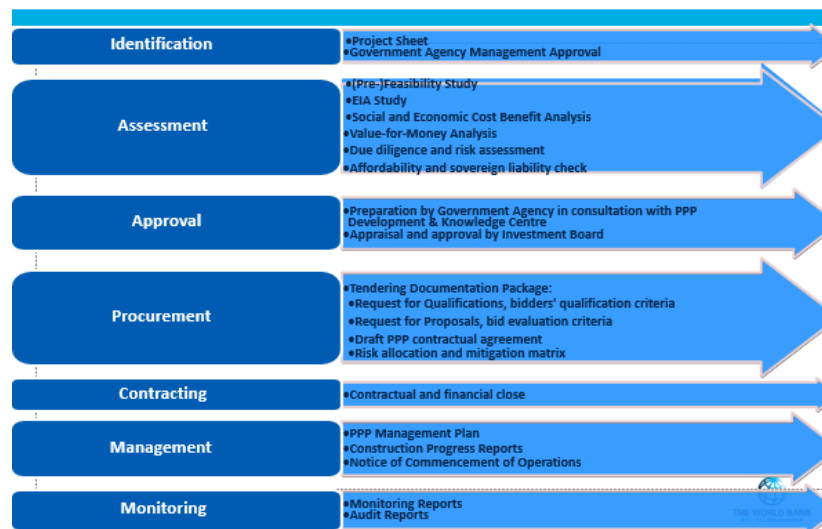 Identification
•Project Sheet
•Government Agency Management Approval
Assessment
•(Pre-)Feasibility Study
•EIA Study
•Social and Economic Cost Benefit Analysis
•Value-for-Money Analysis
•Due diligence and risk assessment
•Affordability and sovereign liability check
Approval
•Preparation by Government Agency in consultation with PPP
Development & Knowledge Centre
•Appraisal and approval by Investment Board
Procurement
•Tendering Documentation Package:
•Request for Qualifications, bidders' qualification criteria
•Request for Proposals, bid evaluation criteria
•Draft PPP contractual agreement
•Risk allocation and mitigation matrix
Contracting
•Contractual and financial close
Management
•PPP Management Plan
•Construction Progress Reports
•Notice of Commencement of Operations
Monitoring
•Monitoring Reports
•Audit Reports
THE WORLD BANK